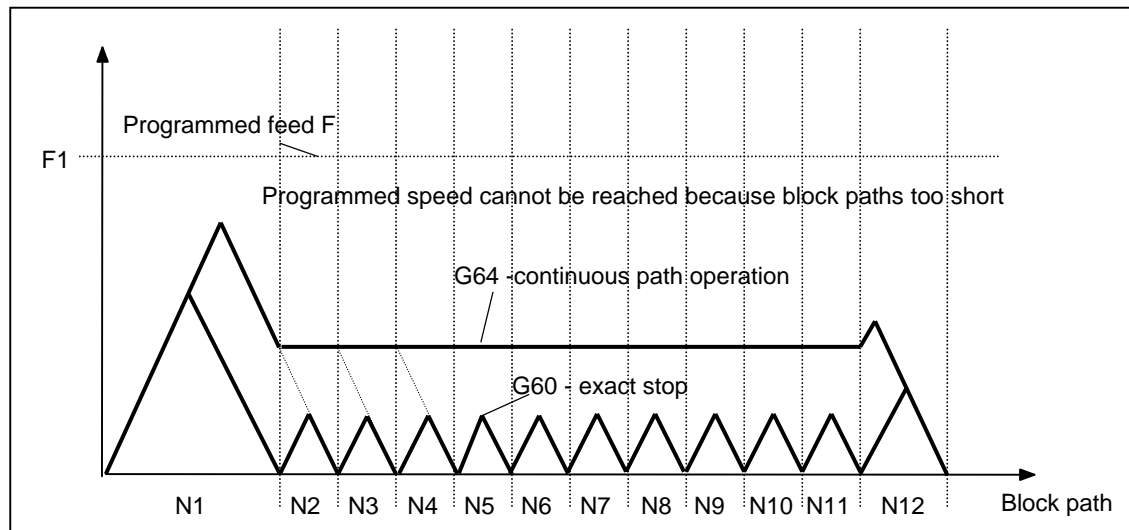 Programmed feed F
F1
Programmed speed cannot be reached because block paths too short
G64 -continuous path operation
G60 - exact stop
N1 N2 N3 N4 N5 N6 N7 N8 N9 N10 N11 N12 Block path